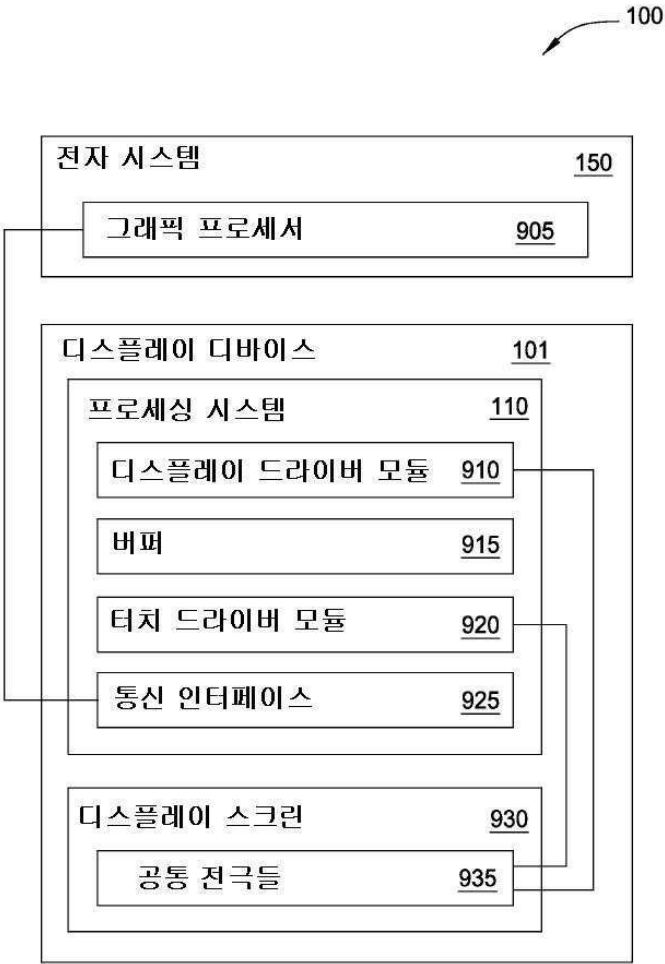 100
전자 시스템 150
그래픽 프로세서 905
디스플레이 디바이스 101
프로세싱 시스템 110
디스플레이 드라이버 모듈 910
버퍼 915
터치 드라이버 모듈 920
통신 인터페이스 925
디스플레이 스크린 930
공통 전극들 935